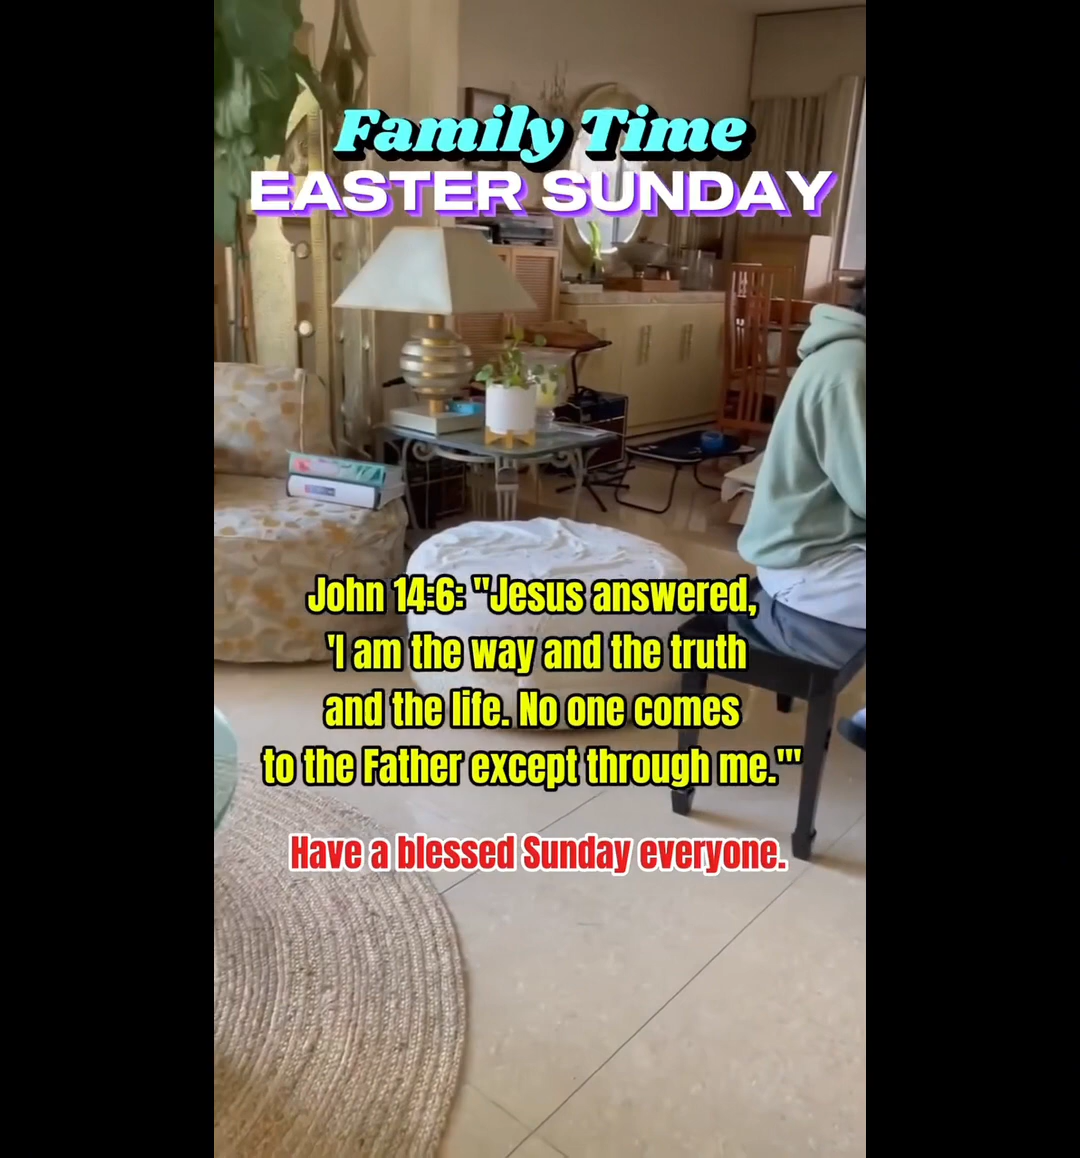 Family Time
EASTER SUNDAY
John 14:6: "Jesus answered,
'I am the way and the truth
and the life. No one comes
to the Father except through me.'"
Have a blessed Sunday everyone.